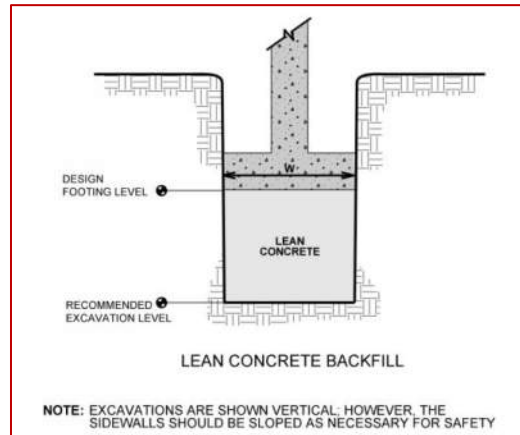 W
DESIGN
FOOTING LEVEL
LEAN
CONCRETE
RECOMMENDED
EXCAVATION LEVEL
LEAN CONCRETE BACKFILL
NOTE: EXCAVATIONS ARE SHOWN VERTICAL; HOWEVER, THE
SIDEWALLS SHOULD BE SLOPED AS NECESSARY FOR SAFETY